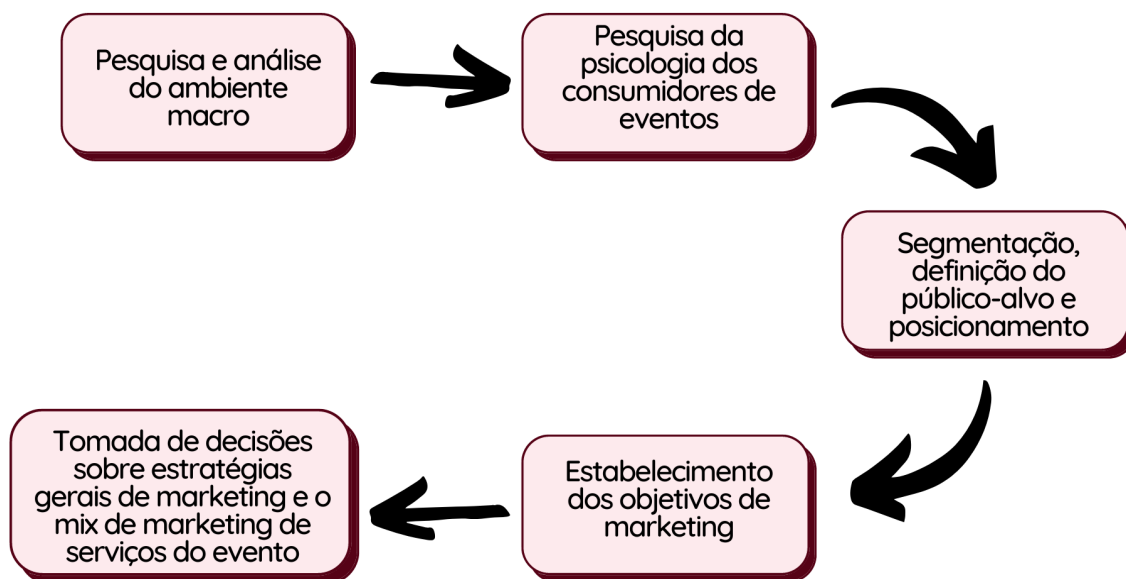 Pesquisa e análise
do ambiente
macro
Pesquisa da
psicologia dos
consumidores de
eventos
Segmentação,
definição do
público-alvo e
posicionamento
Estabelecimento
dos objetivos de
marketing
Tomada de decisões
sobre estratégias
gerais de marketing e o
mix de marketing de
serviços do evento